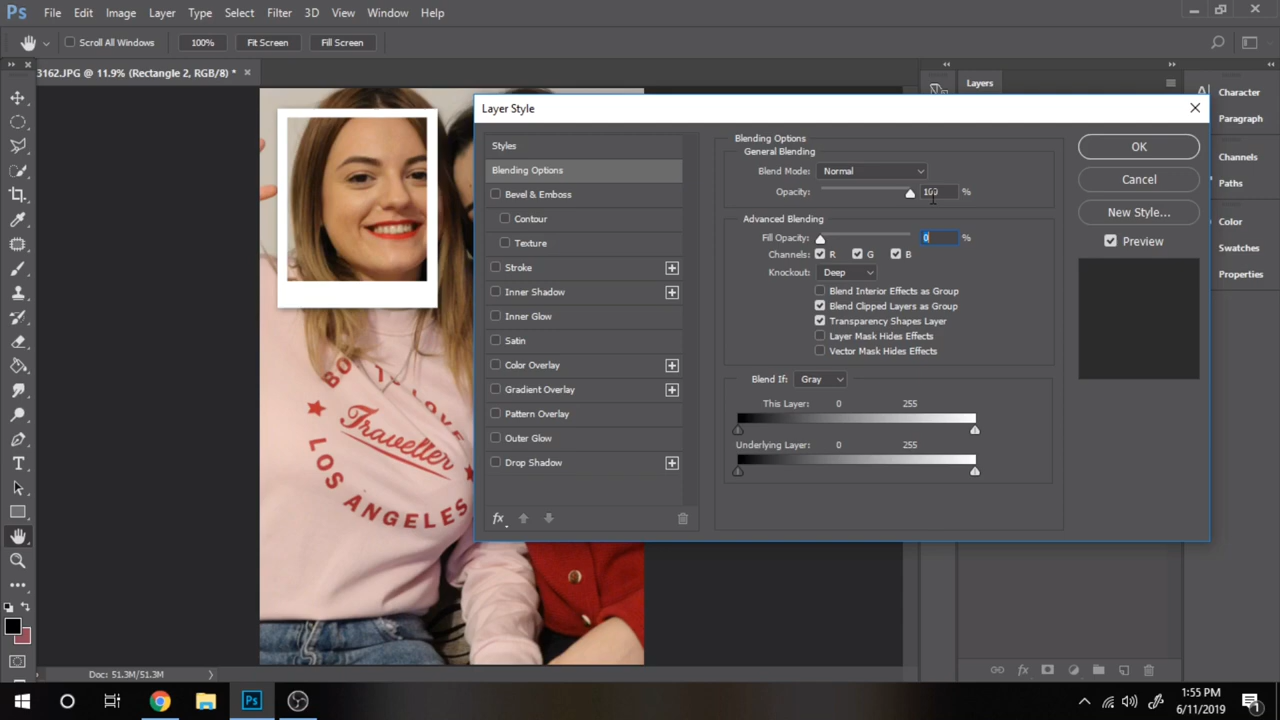 Ps File Edit Image Layer Type Select Filter 3D View Window Help
Scroll All Windows 100% Fit Screen Fill Screen
3162.JPG @ 11.9% (Rectangle 2, RGB/8) *
Layers
Character
Paragraph
Channels
Paths
Color
Swatches
Properties
Layer Style
Styles
Blending Options
Bevel & Emboss
Contour
Texture
Stroke
Inner Shadow
Inner Glow
Satin
Color Overlay
Gradient Overlay
Pattern Overlay
Outer Glow
Drop Shadow
fx
Blending Options
General Blending
Blend Mode: Normal
Opacity: 100 %
Advanced Blending
Fill Opacity: 0 %
Channels: R G B
Knockout: Deep
Blend Interior Effects as Group
Blend Clipped Layers as Group
Transparency Shapes Layer
Layer Mask Hides Effects
Vector Mask Hides Effects
Blend If: Gray
This Layer: 0 255
Underlying Layer: 0 255
OK
Cancel
New Style...
Preview
Traveller
LOS ANGELES
fx
Doc: 51.3M/51.3M
Ps
1:55 PM
6/11/2019
1